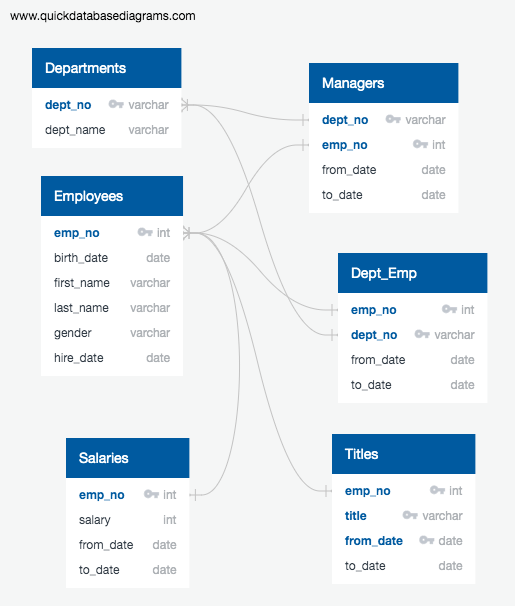 www.quickdatabasediagrams.com
Departments
dept_no varchar
dept_name varchar
Managers
dept_no varchar
emp_no int
from_date date
to_date date
Employees
emp_no int
birth_date date
first_name varchar
last_name varchar
gender varchar
hire_date date
Dept_Emp
emp_no int
dept_no varchar
from_date date
to_date date
Salaries
emp_no int
salary int
from_date date
to_date date
Titles
emp_no int
title varchar
from_date date
to_date date